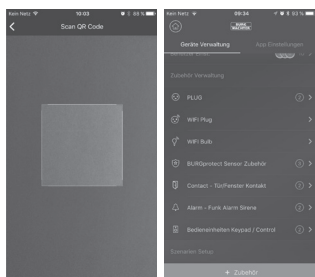 Kein Netz 10:03 88 %
Scan QR Code
Kein Netz 09:34 83 %
BURG
WÄCHTER
Geräte Verwaltung App Einstellungen
Zubehör Verwaltung
PLUG
WIFI Plug
WIFI Bulb
BURGprotect Sensor Zubehör
Contact - Tür/Fenster Kontakt
Alarm - Funk Alarm Sirene
Bedieneinheiten Keypad / Control
Szenarien Setup
+ Zubehör